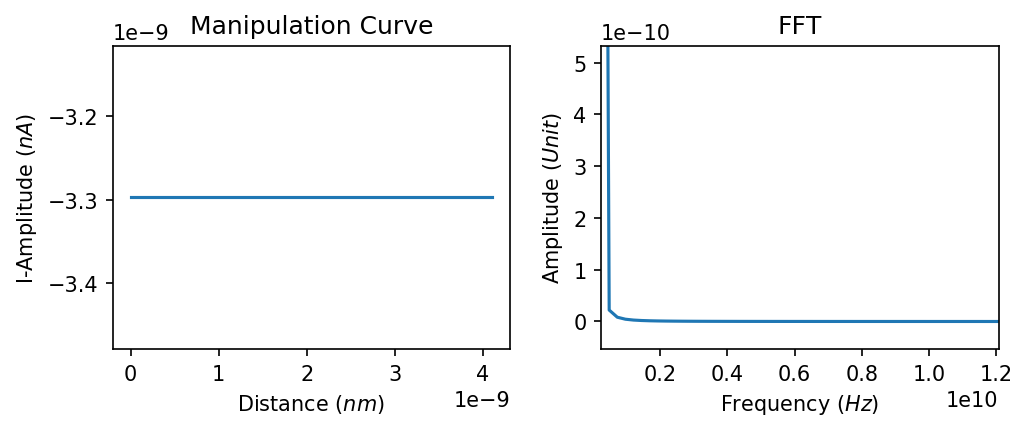 Manipulation Curve
1e−9
I-Amplitude (nA)
−3.2
−3.3
−3.4
0 1 2 3 4
1e−9
Distance (nm)
FFT
1e−10
Amplitude (Unit)
5
4
3
2
1
0
0.2 0.4 0.6 0.8 1.0 1.2
1e10
Frequency (Hz)